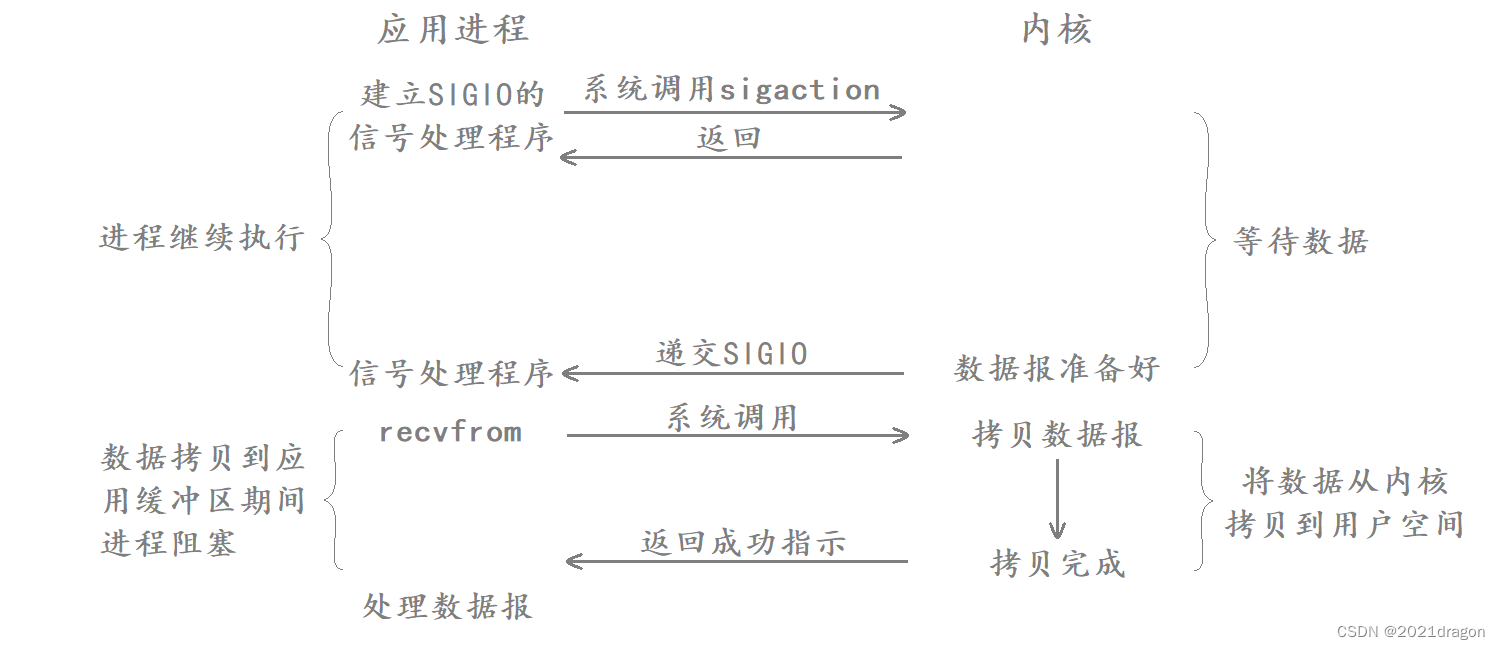 应用进程
内核
建立SIGIO的
信号处理程序
系统调用sigaction
返回
进程继续执行
等待数据
递交SIGIO
信号处理程序
数据报准备好
recvfrom
系统调用
拷贝数据报
数据拷贝到应
用缓冲区期间
进程阻塞
将数据从内核
拷贝到用户空间
返回成功指示
拷贝完成
处理数据报
CSDN @2021dragon